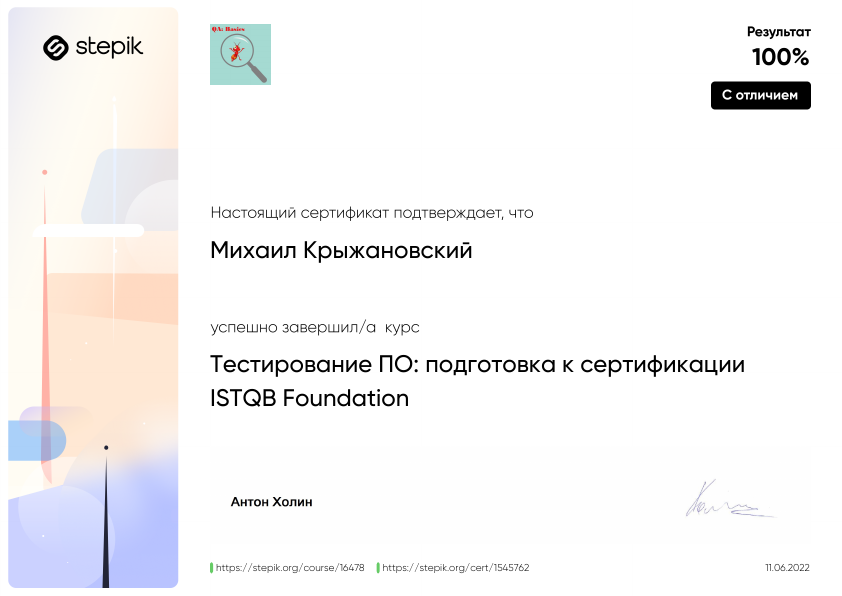 stepik
QA: Basics
Результат
100%
С отличием
Настоящий сертификат подтверждает, что
Михаил Крыжановский
успешно завершил/а курс
Тестирование ПО: подготовка к сертификации
ISTQB Foundation
Антон Холин
https://stepik.org/course/16478 https://stepik.org/cert/1545762 11.06.2022